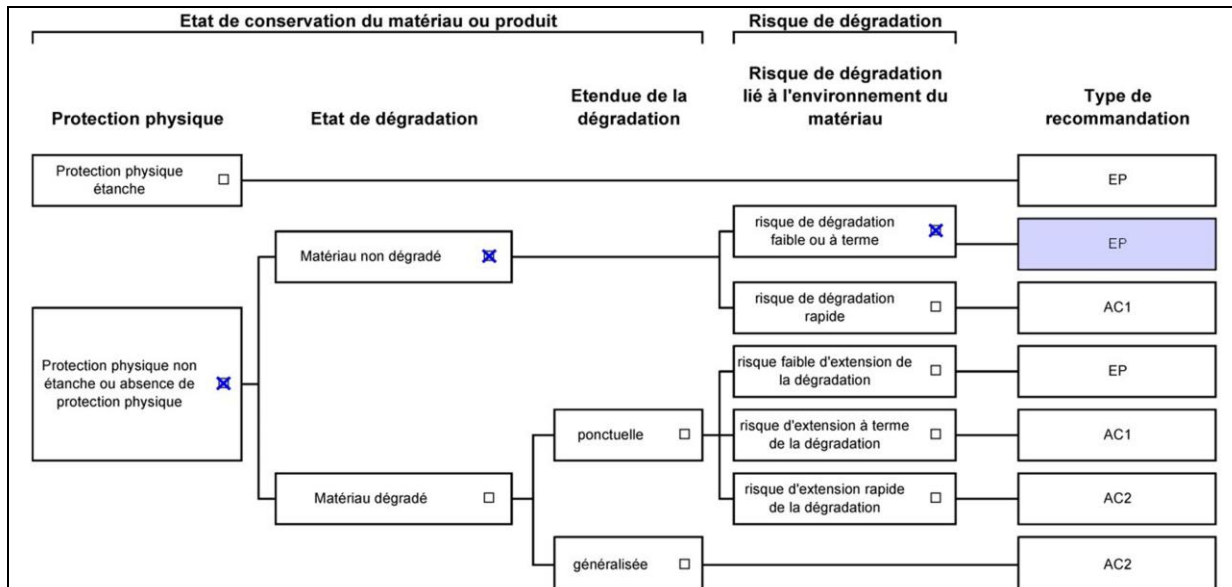 Etat de conservation du matériau ou produit
Risque de dégradation
Protection physique
Etat de dégradation
Etendue de la
dégradation
Risque de dégradation
lié à l'environnement du
matériau
Type de
recommandation
Protection physique
étanche
EP
Matériau non dégradé
risque de dégradation
faible ou à terme
EP
risque de dégradation
rapide
AC1
Protection physique non
étanche ou absence de
protection physique
risque faible d'extension de
la dégradation
EP
ponctuelle
risque d'extension à terme
de la dégradation
AC1
Matériau dégradé
risque d'extension rapide
de la dégradation
AC2
généralisée
AC2